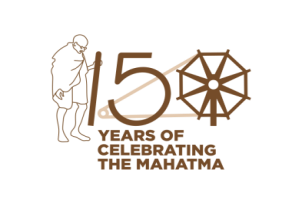 150
YEARS OF
CELEBRATING
THE MAHATMA